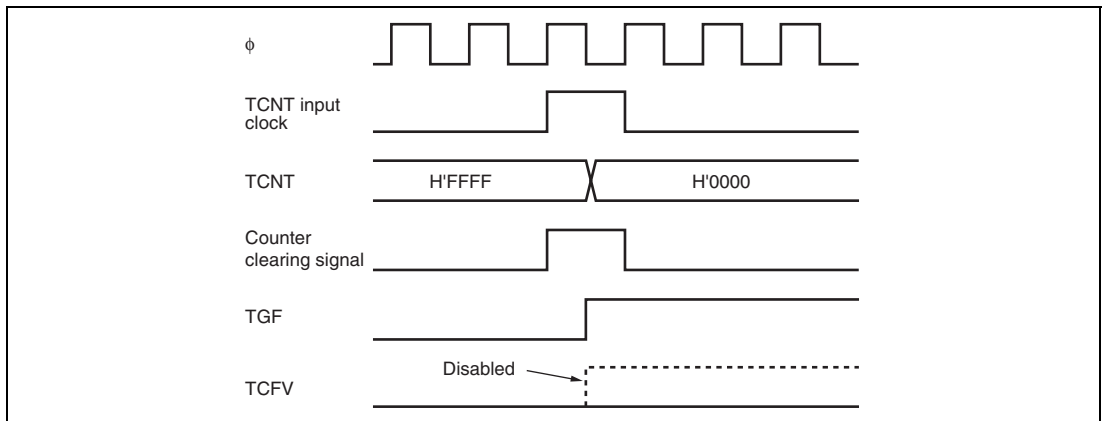 ϕ
TCNT input
clock
TCNT
H'FFFF
H'0000
Counter
clearing signal
TGF
Disabled
TCFV